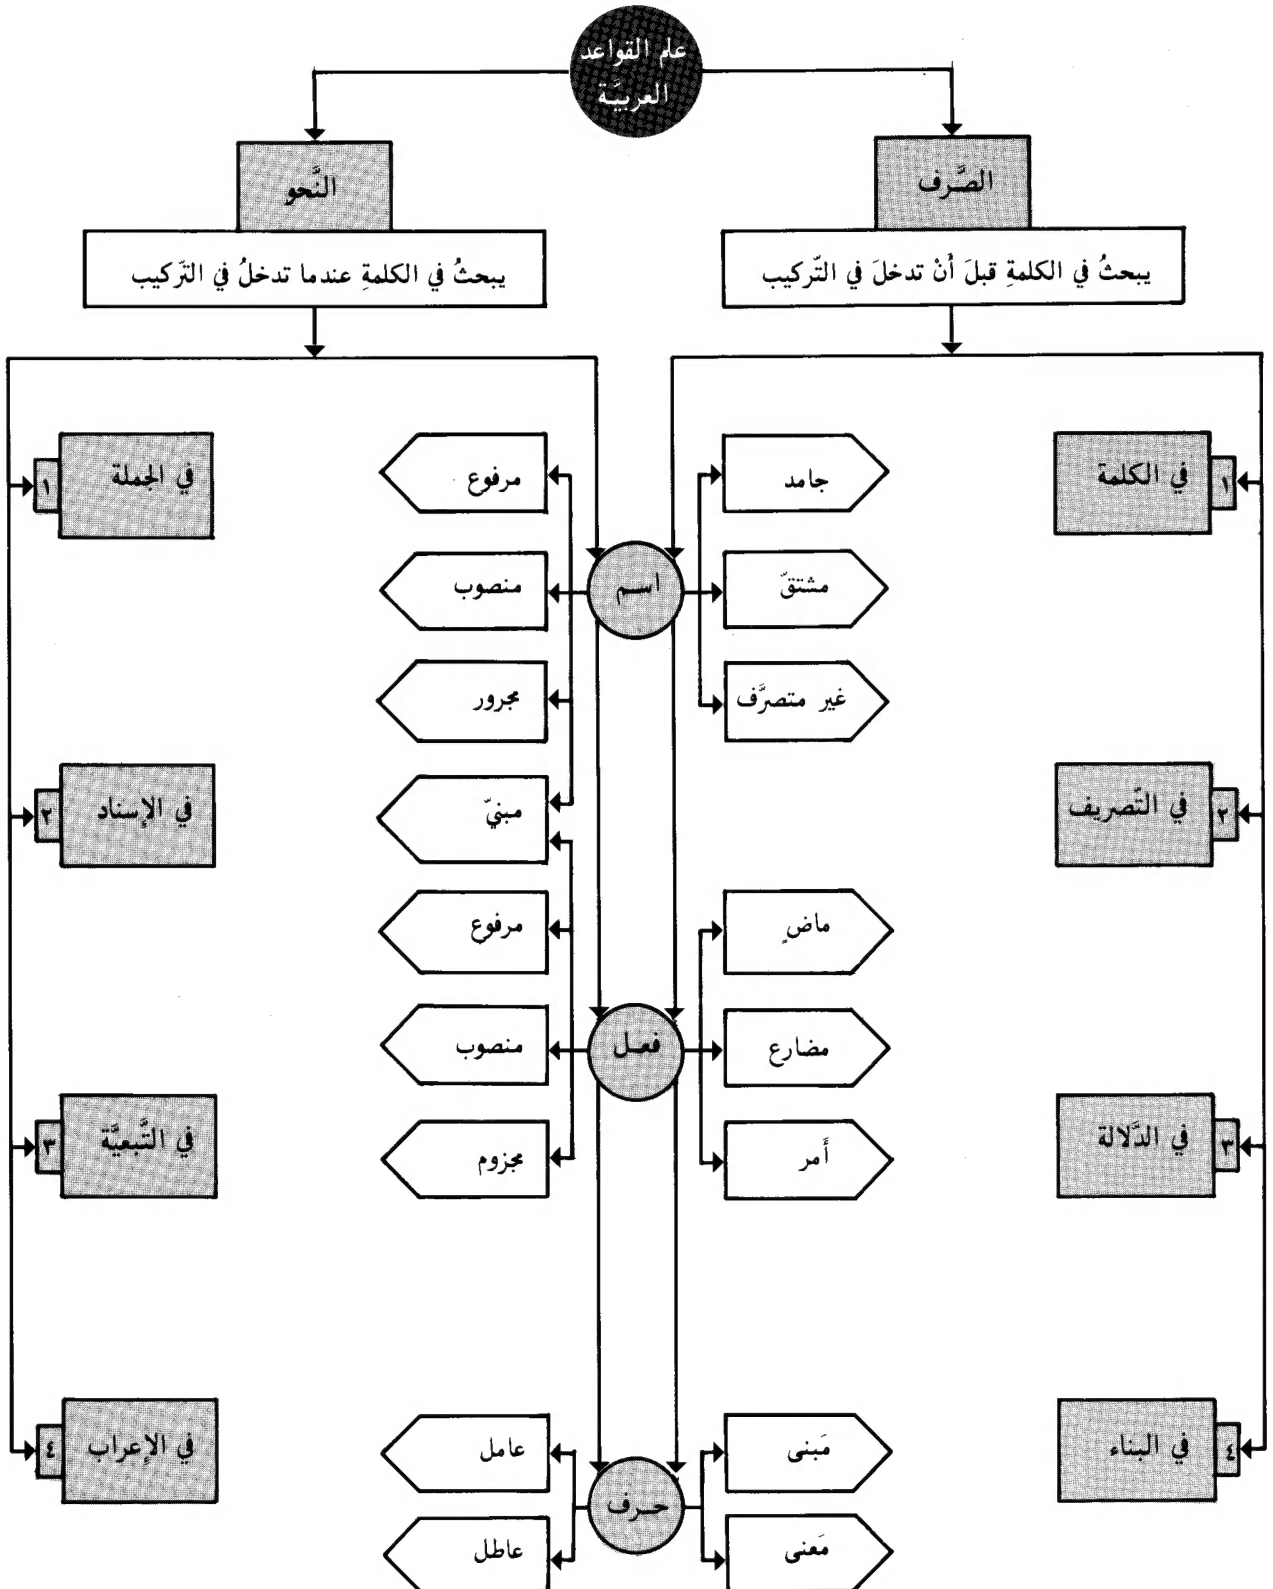 علم القواعد
العربيّة
الصَّرف
النَّحو
يبحثُ في الكلمةِ قبلَ أنْ تدخلَ في التّركيب
يبحثُ في الكلمةِ عندما تدخلُ في التّركيب
١ في الكلمة
جامد
مرفوع
١ في الجملة
مشتقّ
اسم
منصوب
غير متصرَّف
مجرور
٢ في التّصريف
مبنيّ
٢ في الإسناد
ماضٍ
مرفوع
مضارع
فعل
منصوب
٣ في الدَّلالة
أَمر
مجزوم
٣ في التَّبعيَّة
٤ في البناء
مَبنى
عامل
٤ في الإعراب
حرف
مَعنى
عاطل